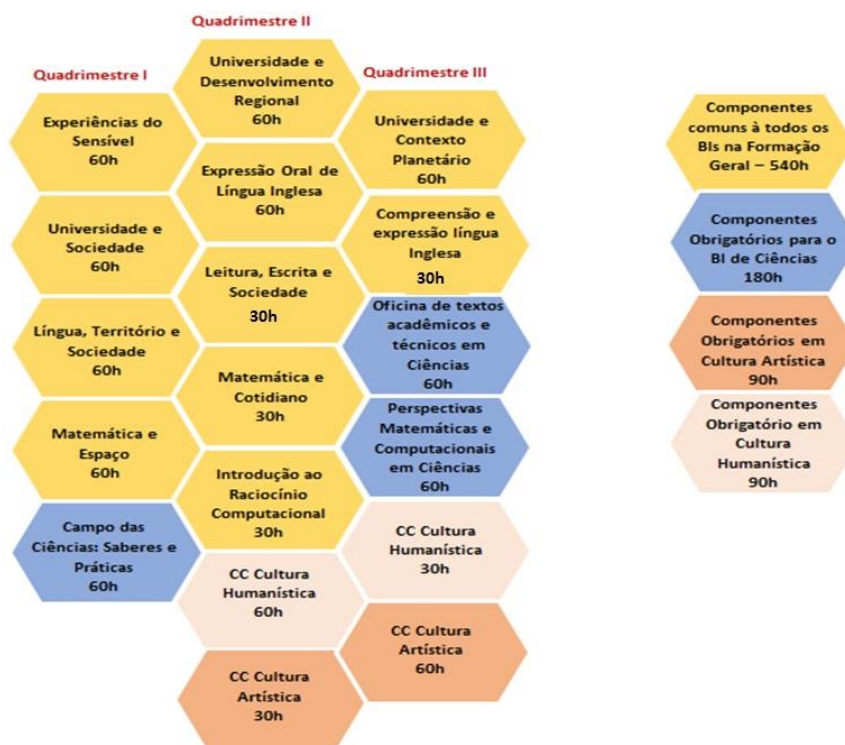 Quadrimestre I
Experiências do
Sensível
60h
Universidade e
Sociedade
60h
Língua, Território e
Sociedade
60h
Matemática e
Espaço
60h
Campo das
Ciências: Saberes e
Práticas
60h
Quadrimestre II
Universidade e
Desenvolvimento
Regional
60h
Expressão Oral de
Língua Inglesa
60h
Leitura, Escrita e
Sociedade
30h
Matemática e
Cotidiano
30h
Introdução ao
Raciocínio
Computacional
30h
CC Cultura
Humanística
60h
CC Cultura
Artística
30h
Quadrimestre III
Universidade e
Contexto
Planetário
60h
Compreensão e
expressão língua
Inglesa
30h
Oficina de textos
acadêmicos e
técnicos em
Ciências
60h
Perspectivas
Matemáticas e
Computacionais
em Ciências
60h
CC Cultura
Humanística
30h
CC Cultura
Artística
60h
Componentes
comuns à todos os
BIs na Formação
Geral – 540h
Componentes
Obrigatórios para o
BI de Ciências
180h
Componentes
Obrigatórios em
Cultura Artística
90h
Componentes
Obrigatório em
Cultura
Humanística
90h